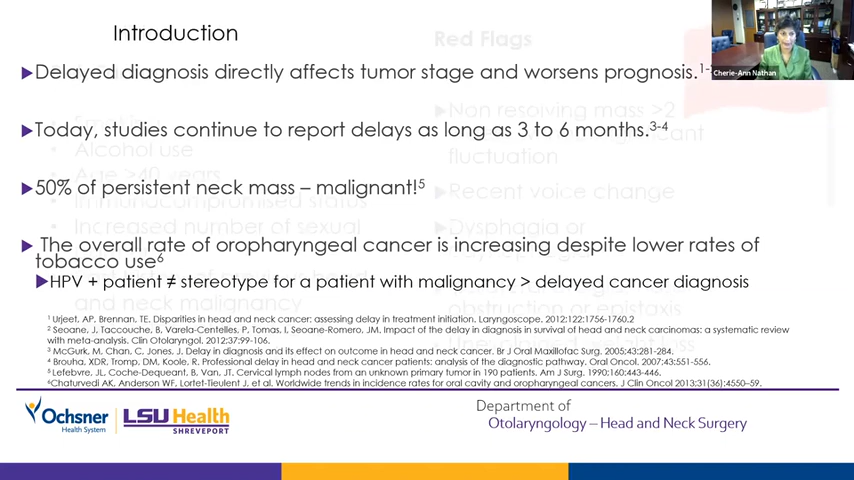 Introduction
Red Flags
Cherie-Ann Nathan
▶Delayed diagnosis directly affects tumor stage and worsens prognosis.1-
▶Today, studies continue to report delays as long as 3 to 6 months.3-4
▶50% of persistent neck mass – malignant!5
▶ The overall rate of oropharyngeal cancer is increasing despite lower rates of
tobacco use6
▶HPV + patient ≠ stereotype for a patient with malignancy > delayed cancer diagnosis
• Alcohol use
• Age >40 years
• Immunocompromised status
• Increased number of sexual
and neck malignancy
▶Non resolving mass >2
fluctuation
▶Recent voice change
▶Dysphagia or
obstruction or epistaxis
1 Urjeet, AP, Brennan, TE. Disparities in head and neck cancer: assessing delay in treatment initiation. Laryngoscope. 2012;122:1756-1760.2
2 Seoane, J, Taccouche, B, Varela-Centelles, P, Tomas, I, Seoane-Romero, JM. Impact of the delay in diagnosis in survival of head and neck carcinomas: a systematic review
with meta-analysis. Clin Otolaryngol. 2012;37:99-106.
3 McGurk, M, Chan, C, Jones, J. Delay in diagnosis and its effect on outcome in head and neck cancer. Br J Oral Maxillofac Surg. 2005;43:281-284.
4 Brouha, XDR, Tromp, DM, Koole, R. Professional delay in head and neck cancer patients: analysis of the diagnostic pathway. Oral Oncol. 2007;43:551-556.
5 Lefebvre, JL, Coche-Dequeant, B, Van, JT. Cervical lymph nodes from an unknown primary tumor in 190 patients. Am J Surg. 1990;160:443-446.
6Chaturvedi AK, Anderson WF, Lortet-Tieulent J, et al. Worldwide trends in incidence rates for oral cavity and oropharyngeal cancers. J Clin Oncol 2013;31(36):4550–59.
Ochsner
Health System
LSU Health
SHREVEPORT
Department of
Otolaryngology – Head and Neck Surgery